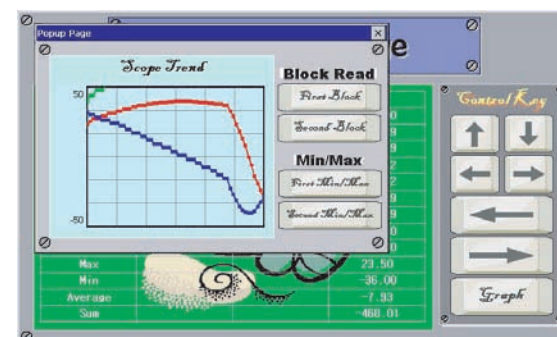 Popup Page
e
Scope Trend
50
-50
Block Read
First Block
Second Block
Min/Max
First Min/Max
Second Min/Max
Control Key
Graph
Max 23.50
Min -36.00
Average -7.93
Sum -468.01